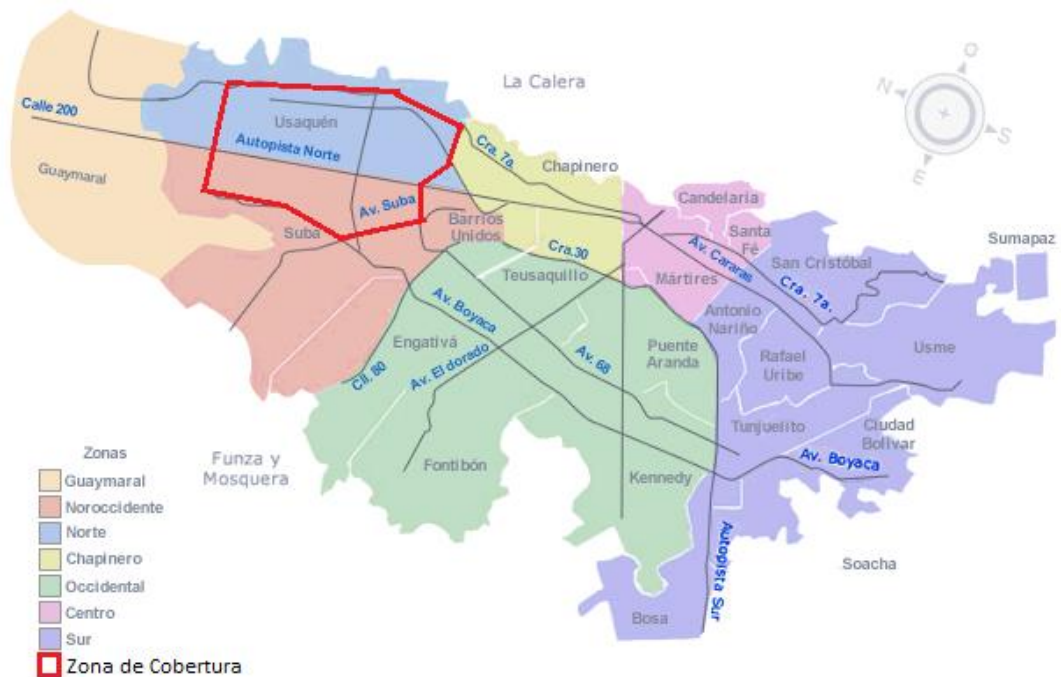 La Calera
O
N
S
E
Calle 200
Usaquén
Autopista Norte
Cra. 7a.
Chapinero
Guaymaral
Av. Suba
Candelaria
Suba
Barrios
Unidos
Santa
Fé
Sumapaz
Cra.30
Av. Cararas
San Cristóbal
Teusaquillo
Mártires
Cra. 7a.
Av. Boyaca
Antonio
Nariño
Engativá
Puente
Aranda
Usme
Av. El dorado
Av. 68
Rafael
Uribe
Cll. 80
Tunjuelito
Ciudad
Bolivar
Zonas
Funza y
Mosquera
Fontibón
Av. Boyaca
Kennedy
Guaymaral
Noroccidente
Norte
Chapinero
Occidental
Centro
Sur
Zona de Cobertura
Autopista Sur
Soacha
Bosa